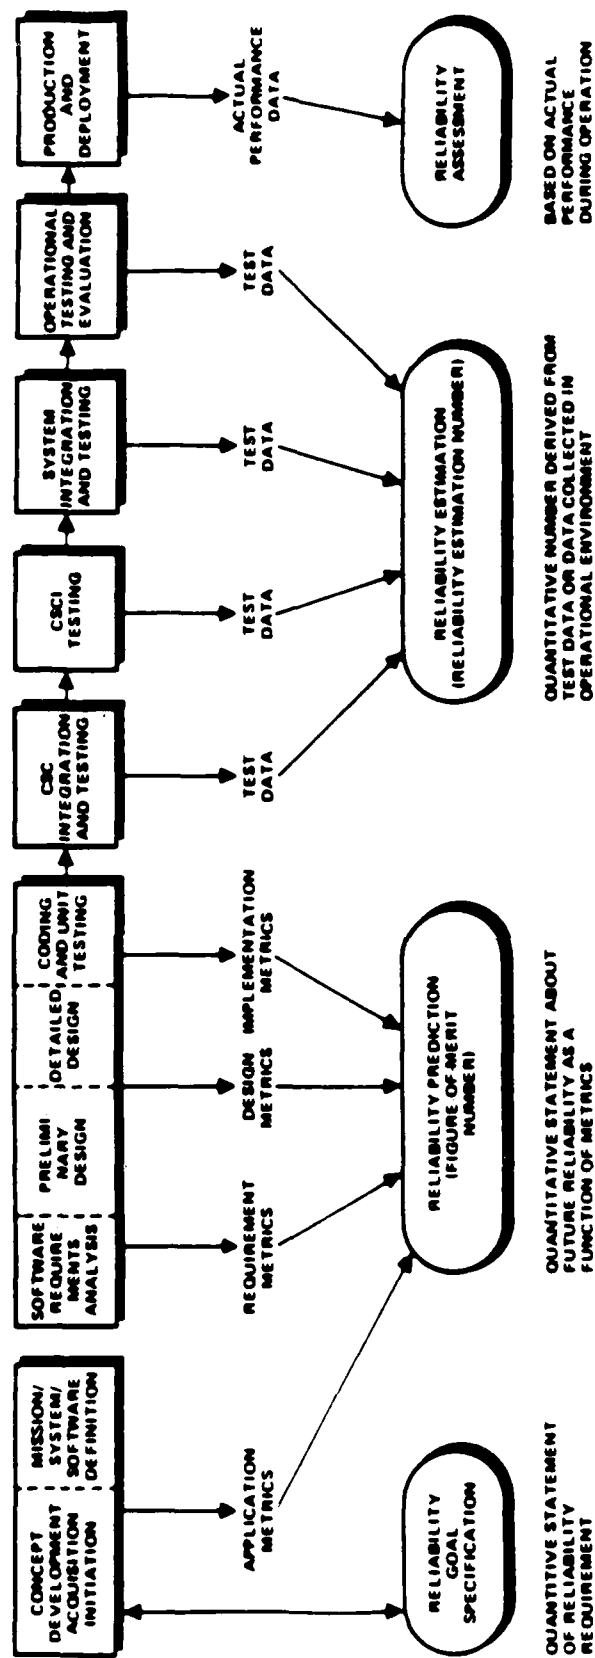 CONCEPT
DEVELOPMENT
ACQUISITION
INITIATION
MISSION/
SYSTEM/
SOFTWARE
DEFINITION
SOFTWARE
REQUIRE
MENTS
ANALYSIS
PRELIMI
NARY
DESIGN
DETAILED
DESIGN
CODING
AND UNIT
TESTING
CSC
INTEGRATION
AND TESTING
CSCI
TESTING
SYSTEM
INTEGRATION
AND TESTING
OPERATIONAL
TESTING AND
EVALUATION
PRODUCTION
AND
DEPLOYMENT
APPLICATION
METRICS
REQUIREMENT
METRICS
DESIGN
METRICS
IMPLEMENTATION
METRICS
TEST
DATA
TEST
DATA
TEST
DATA
TEST
DATA
ACTUAL
PERFORMANCE
DATA
RELIABILITY
GOAL
SPECIFICATION
RELIABILITY PREDICTION
(FIGURE-OF-MERIT
NUMBER)
RELIABILITY ESTIMATION
(RELIABILITY ESTIMATION NUMBER)
RELIABILITY
ASSESSMENT
QUANTITIVE STATEMENT
OF RELIABILITY
REQUIREMENT
QUANTITATIVE STATEMENT ABOUT
FUTURE RELIABILITY AS A
FUNCTION OF METRICS
QUANTITATIVE NUMBER DERIVED FROM
TEST DATA OR DATA COLLECTED IN
OPERATIONAL ENVIRONMENT
BASED ON ACTUAL
PERFORMANCE
DURING OPERATION